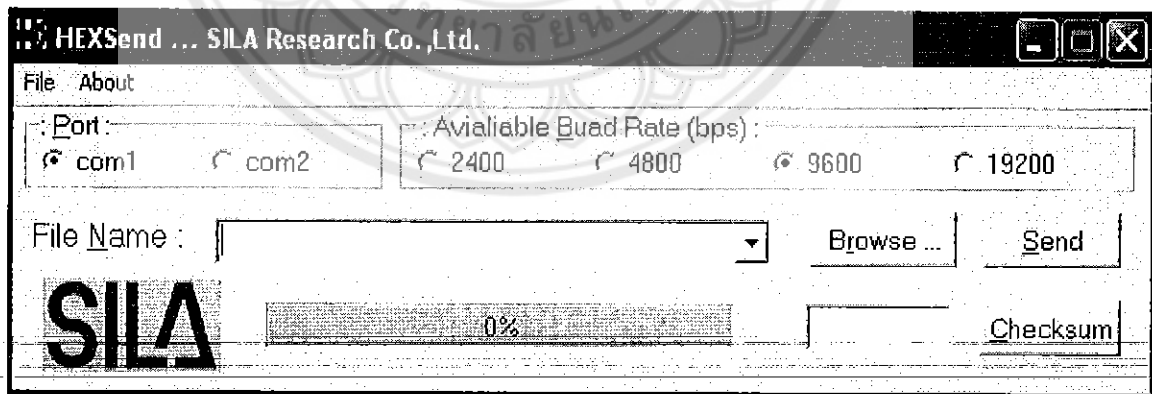 HEXSend ... SILA Research Co.,Ltd.
File About
: Port :
com1 com2
: Avialiable Buad Rate (bps) :
2400 4800 9600 19200
File Name :
Browse ...
Send
SILA
0%
Checksum